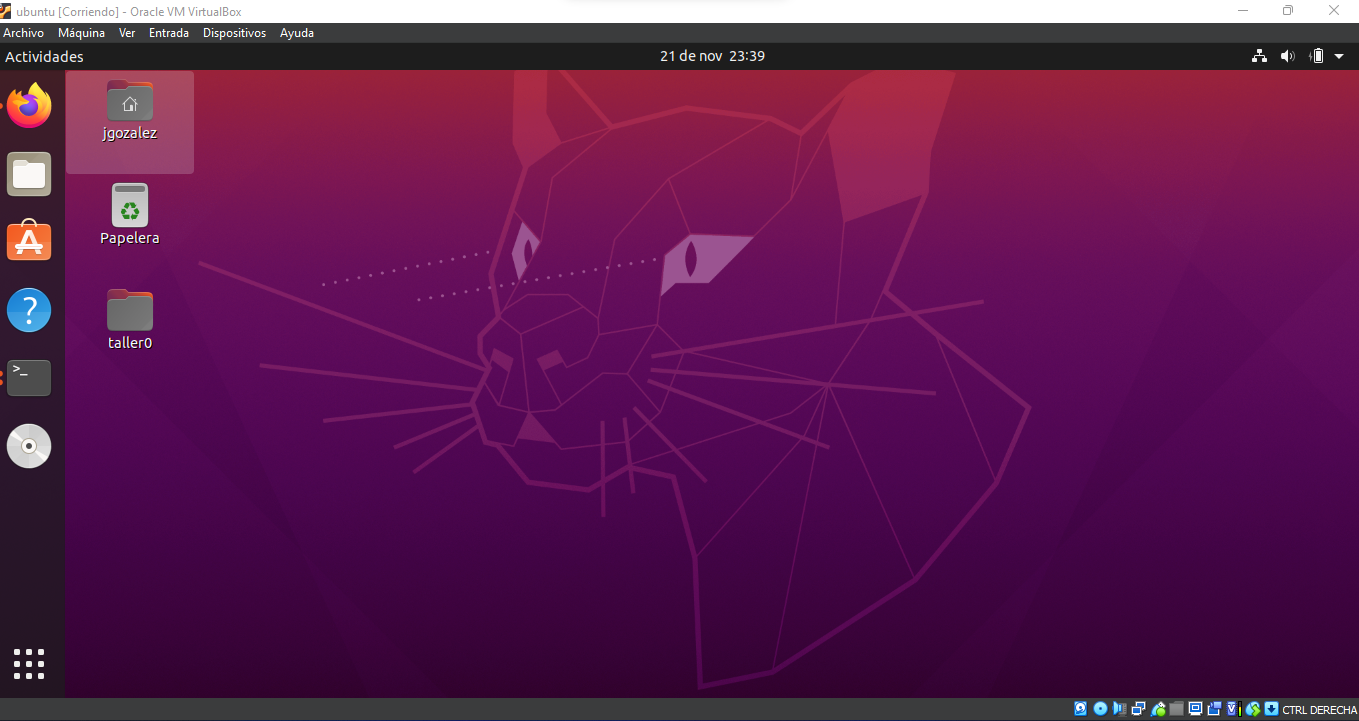 ubuntu [Corriendo] - Oracle VM VirtualBox
Archivo Máquina Ver Entrada Dispositivos Ayuda
Actividades 21 de nov 23:39
jgozalez
Papelera
taller0
>_
CTRL DERECHA